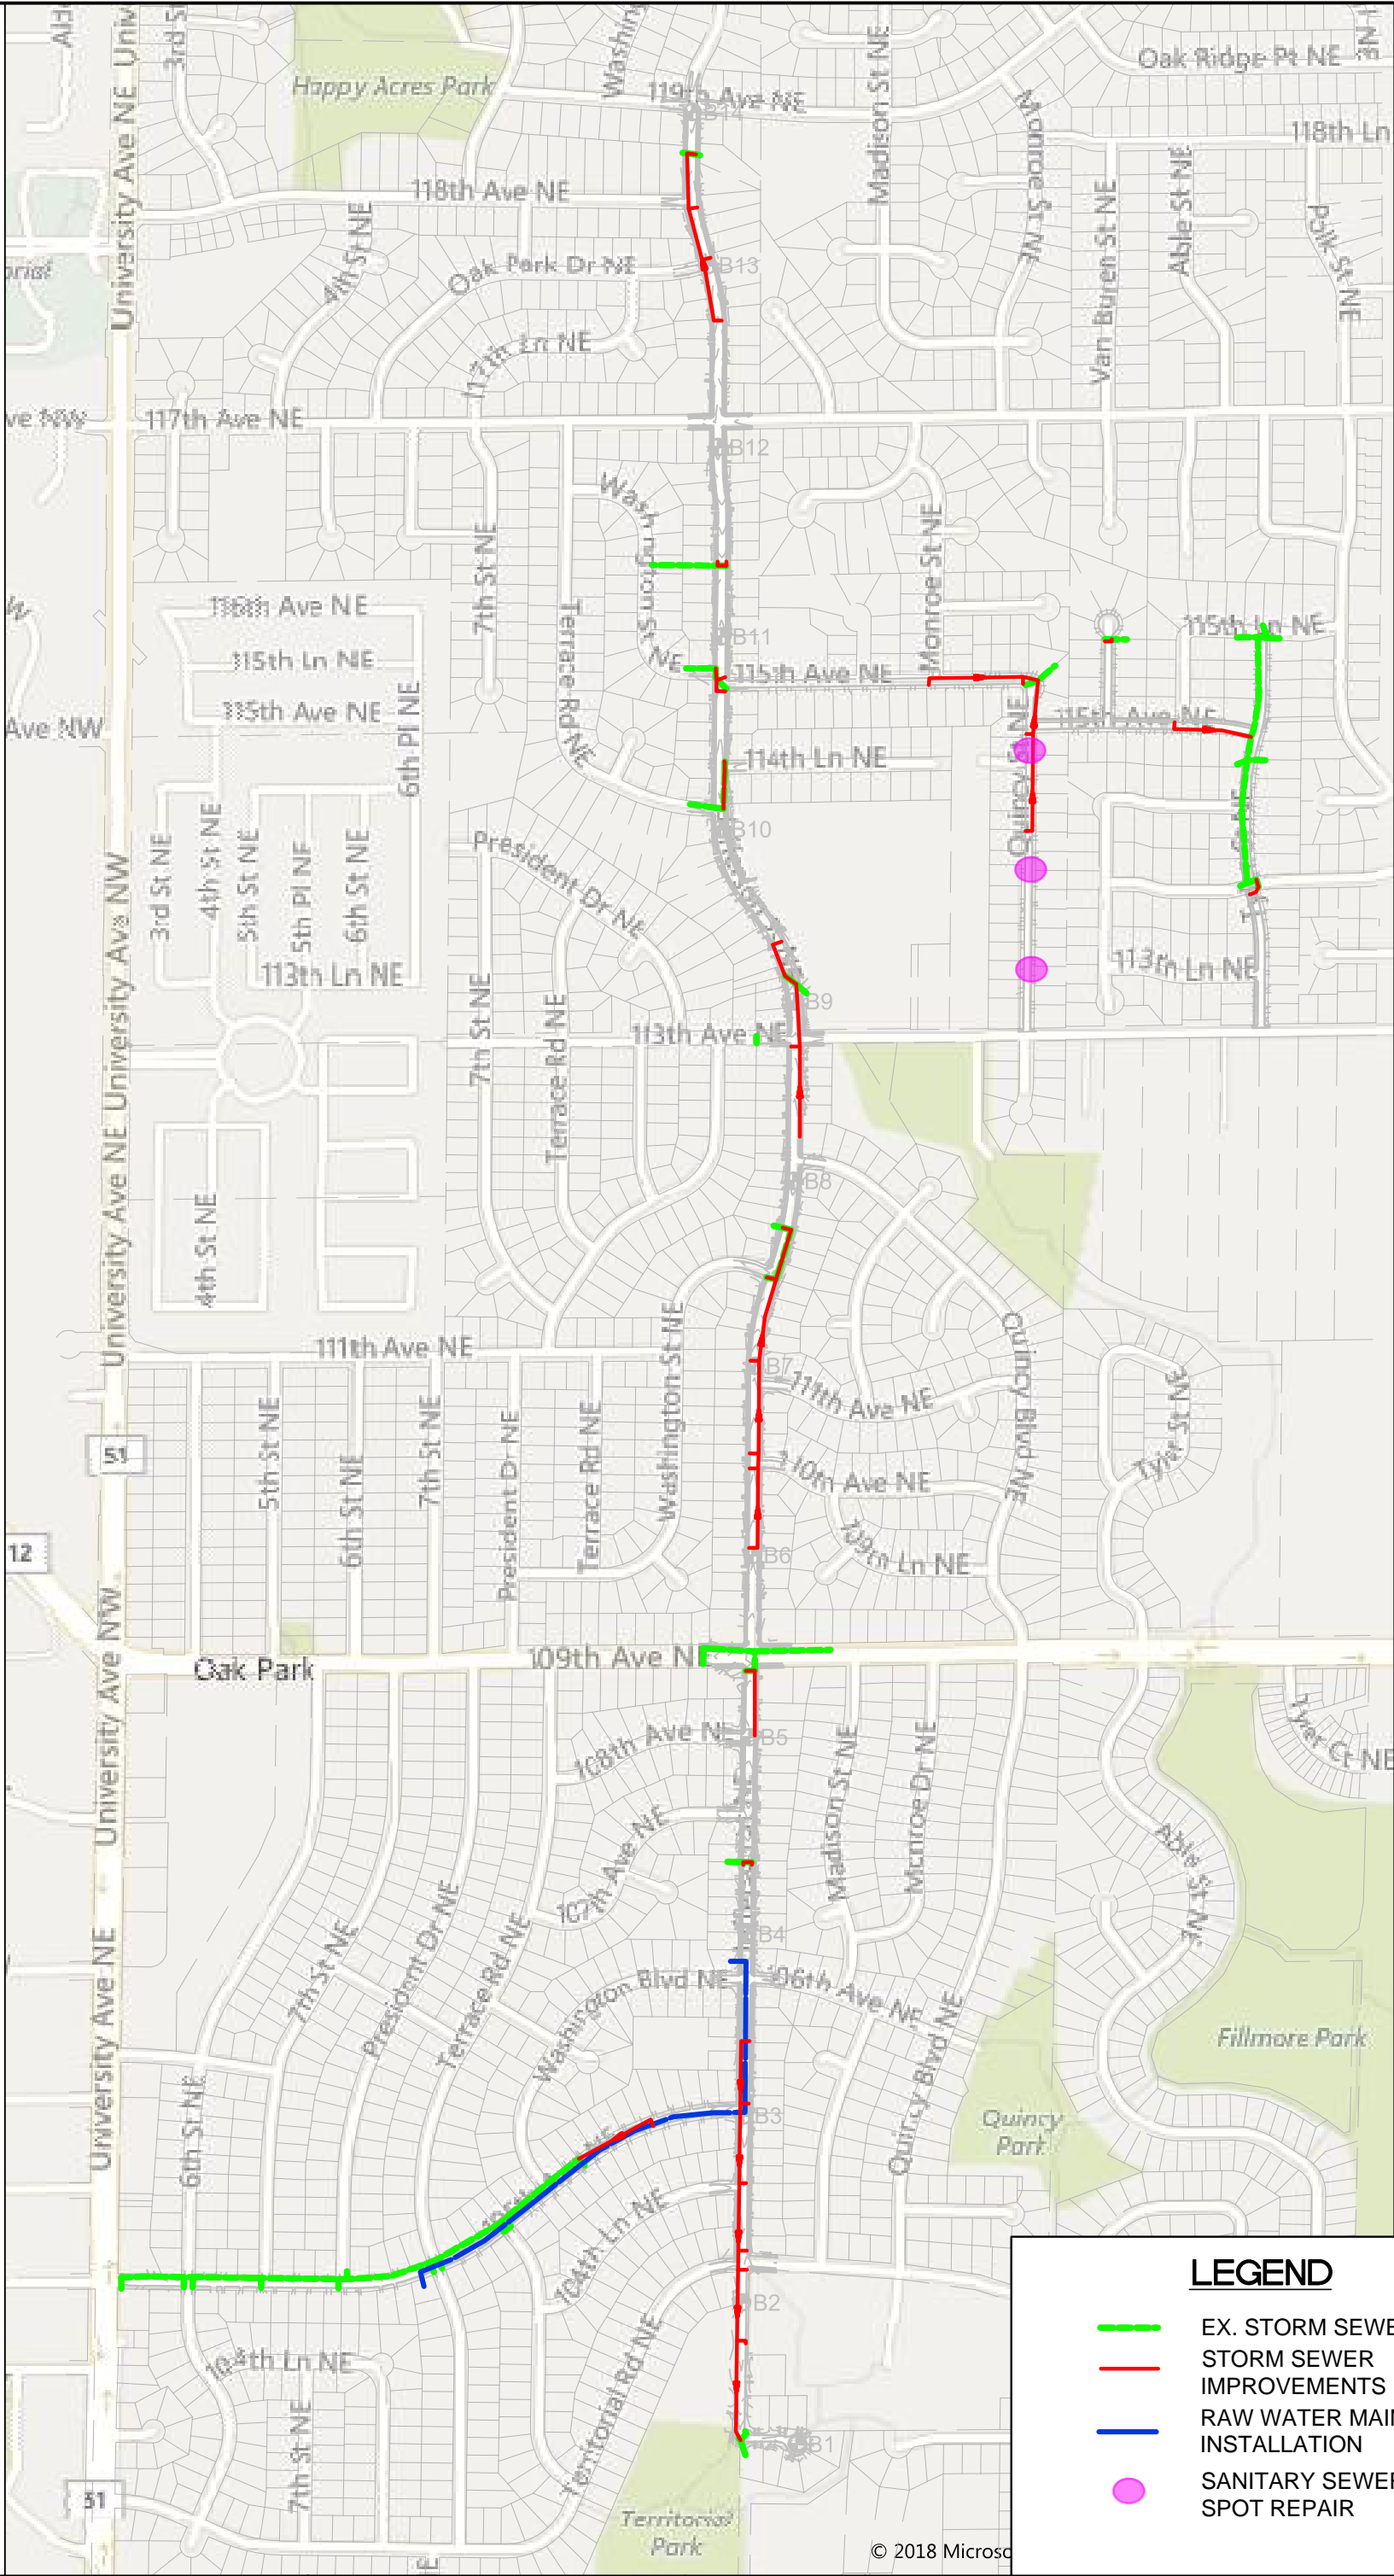 Oak Ridge Pt NE
Happy Acres Park
119th Ave NE
B14
Madison St NE
Monroe St NE
118th Ln
118th Ave NE
3rd St
University Ave NE
4th St NE
Oak Park Dr NE
B13
Van Buren St NE
Able St NE
Polk St NE
117th Ln NE
ve NW
117th Ave NE
B12
Washington St NE
7th St NE
Terrace Rd NE
Monroe St NE
116th Ave NE
115th Ln NE
B11
115th Ave NE
115th Ln NE
115th Ave NE
6th Pl NE
Ave NW
115th Ave NE
114th Ln NE
Quincy St NE
B10
President Dr NE
3rd St NE
4th St NE
5th St NE
5th Pl NE
6th St NE
University Ave NW
113th Ln NE
113th Ln NE
B9
113th Ave NE
7th St NE
Terrace Rd NE
University Ave NE
B8
4th St NE
111th Ave NE
Washington St NE
Quincy Blvd NE
B7
111th Ave NE
Tyler St NE
51
5th St NE
6th St NE
7th St NE
President Dr NE
Terrace Rd NE
110th Ave NE
12
109th Ln NE
B6
University Ave NW
Oak Park
109th Ave N
108th Ave NE
B5
Madison St NE
Monroe Dr NE
Tyler Ct NE
107th Ave NE
Able St NE
B4
University Ave NE
7th St NE
President Dr NE
Terrace Rd NE
Washington Blvd NE
106th Ave NE
Quincy Blvd NE
Fillmore Park
Quincy
Park
B3
6th St NE
104th Ln NE
B2
104th Ln NE
7th St NE
Territorial Rd NE
B1
51
Territorial
Park
© 2018 Microso
LEGEND
EX. STORM SEWE
STORM SEWER
IMPROVEMENTS
RAW WATER MAI
INSTALLATION
SANITARY SEWE
SPOT REPAIR